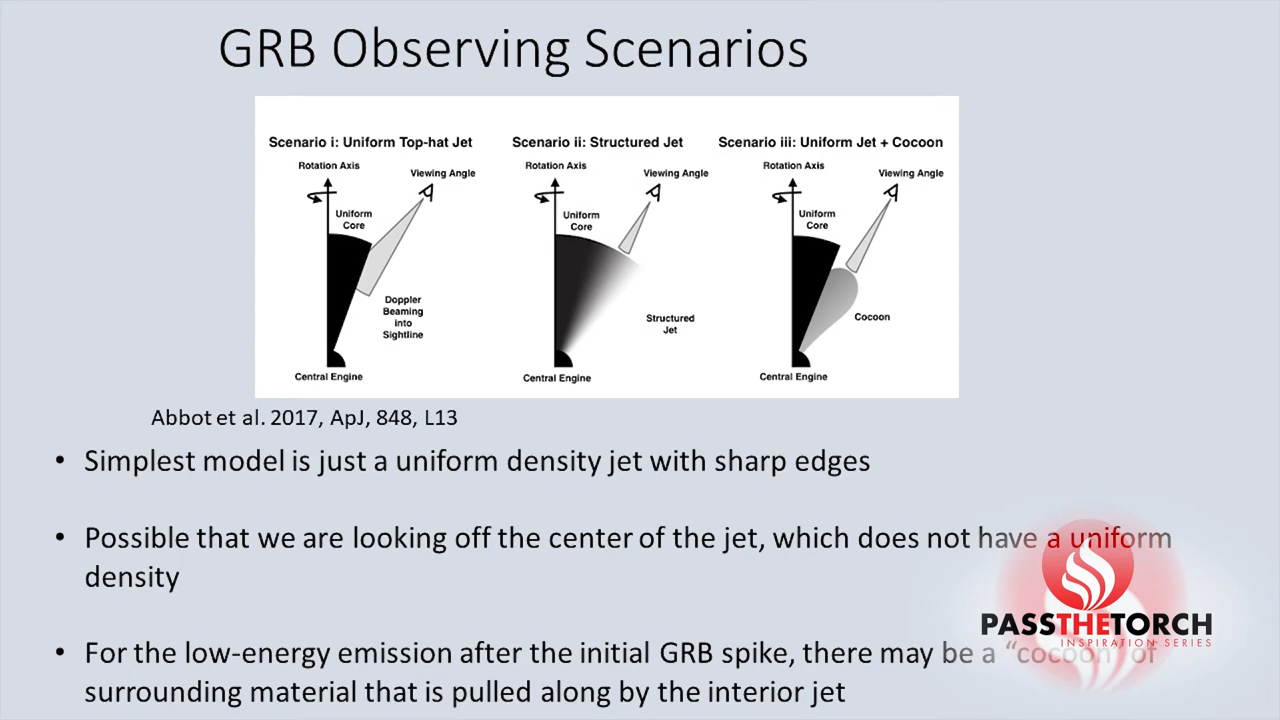 GRB Observing Scenarios
Scenario i: Uniform Top-hat Jet
Rotation Axis
Viewing Angle
Uniform
Core
Doppler
Beaming
into
Sightline
Central Engine
Scenario ii: Structured Jet
Rotation Axis
Viewing Angle
Uniform
Core
Structured
Jet
Central Engine
Scenario iii: Uniform Jet + Cocoon
Rotation Axis
Viewing Angle
Uniform
Core
Cocoon
Central Engine
Abbot et al. 2017, ApJ, 848, L13
• Simplest model is just a uniform density jet with sharp edges
• Possible that we are looking off the center of the jet, which does not have a uniform
density
• For the low-energy emission after the initial GRB spike, there may be a "cocoon" of
surrounding material that is pulled along by the interior jet
PASSTHETORCH
INSPIRATION SERIES